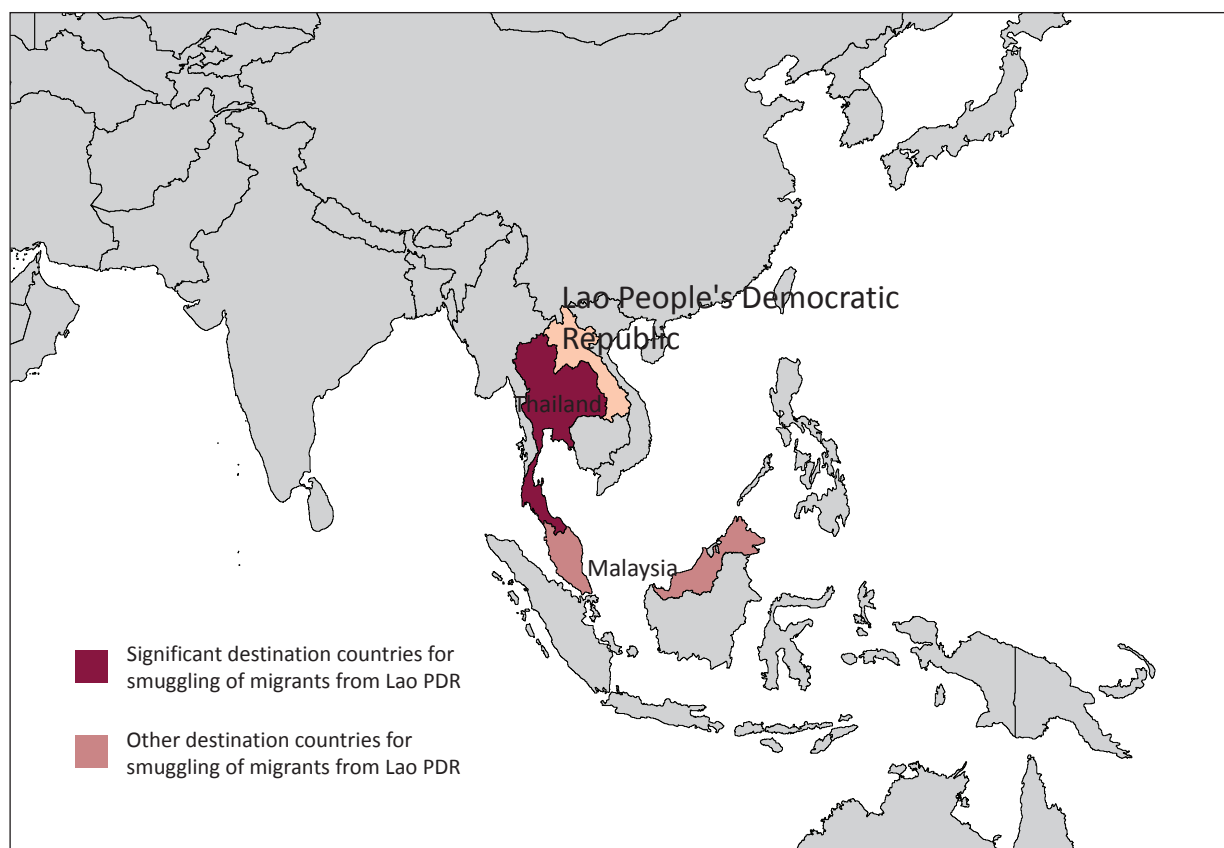 Lao People's Democratic
Republic
Thailand
Malaysia
Significant destination countries for
smuggling of migrants from Lao PDR
Other destination countries for
smuggling of migrants from Lao PDR